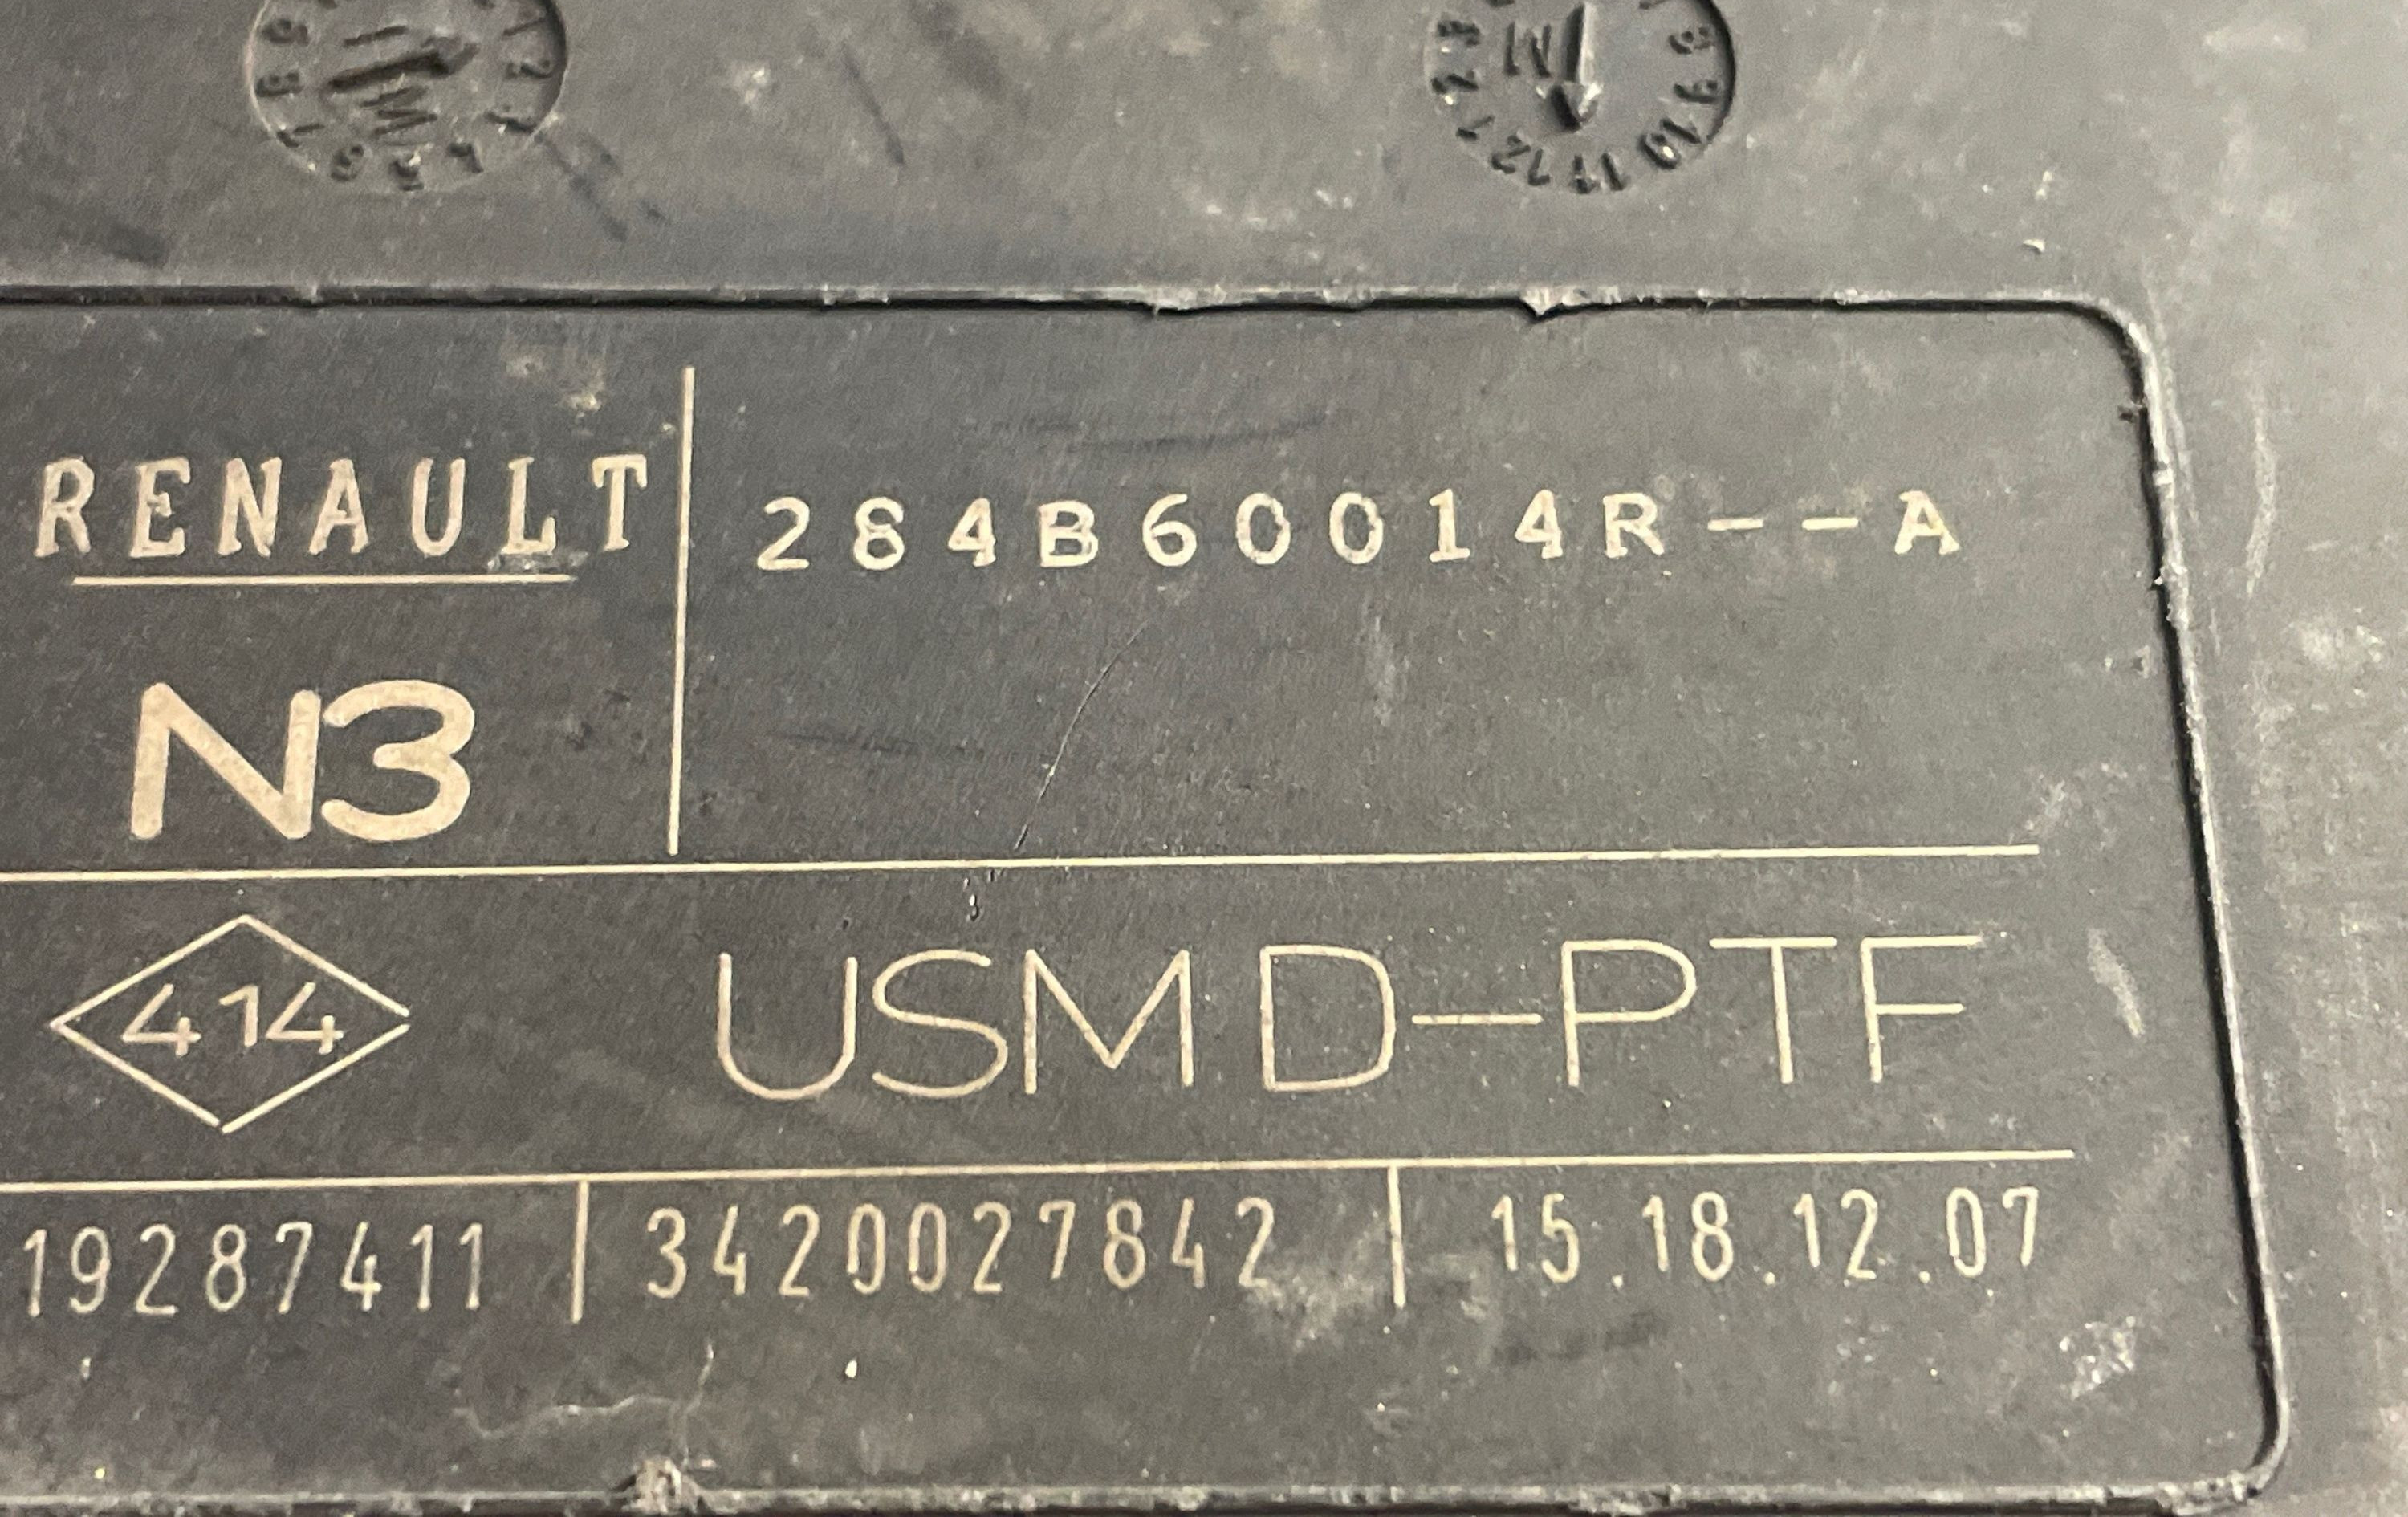 RENAULT
284B60014R--A
N3
414
USM D-PTF
19287411
3420027842
15.18.12.07